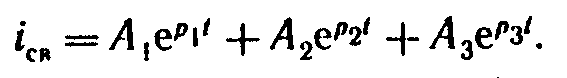 i_св = A₁e^{p₁t} + A₂e^{p₂t} + A₃e^{p₃t}.